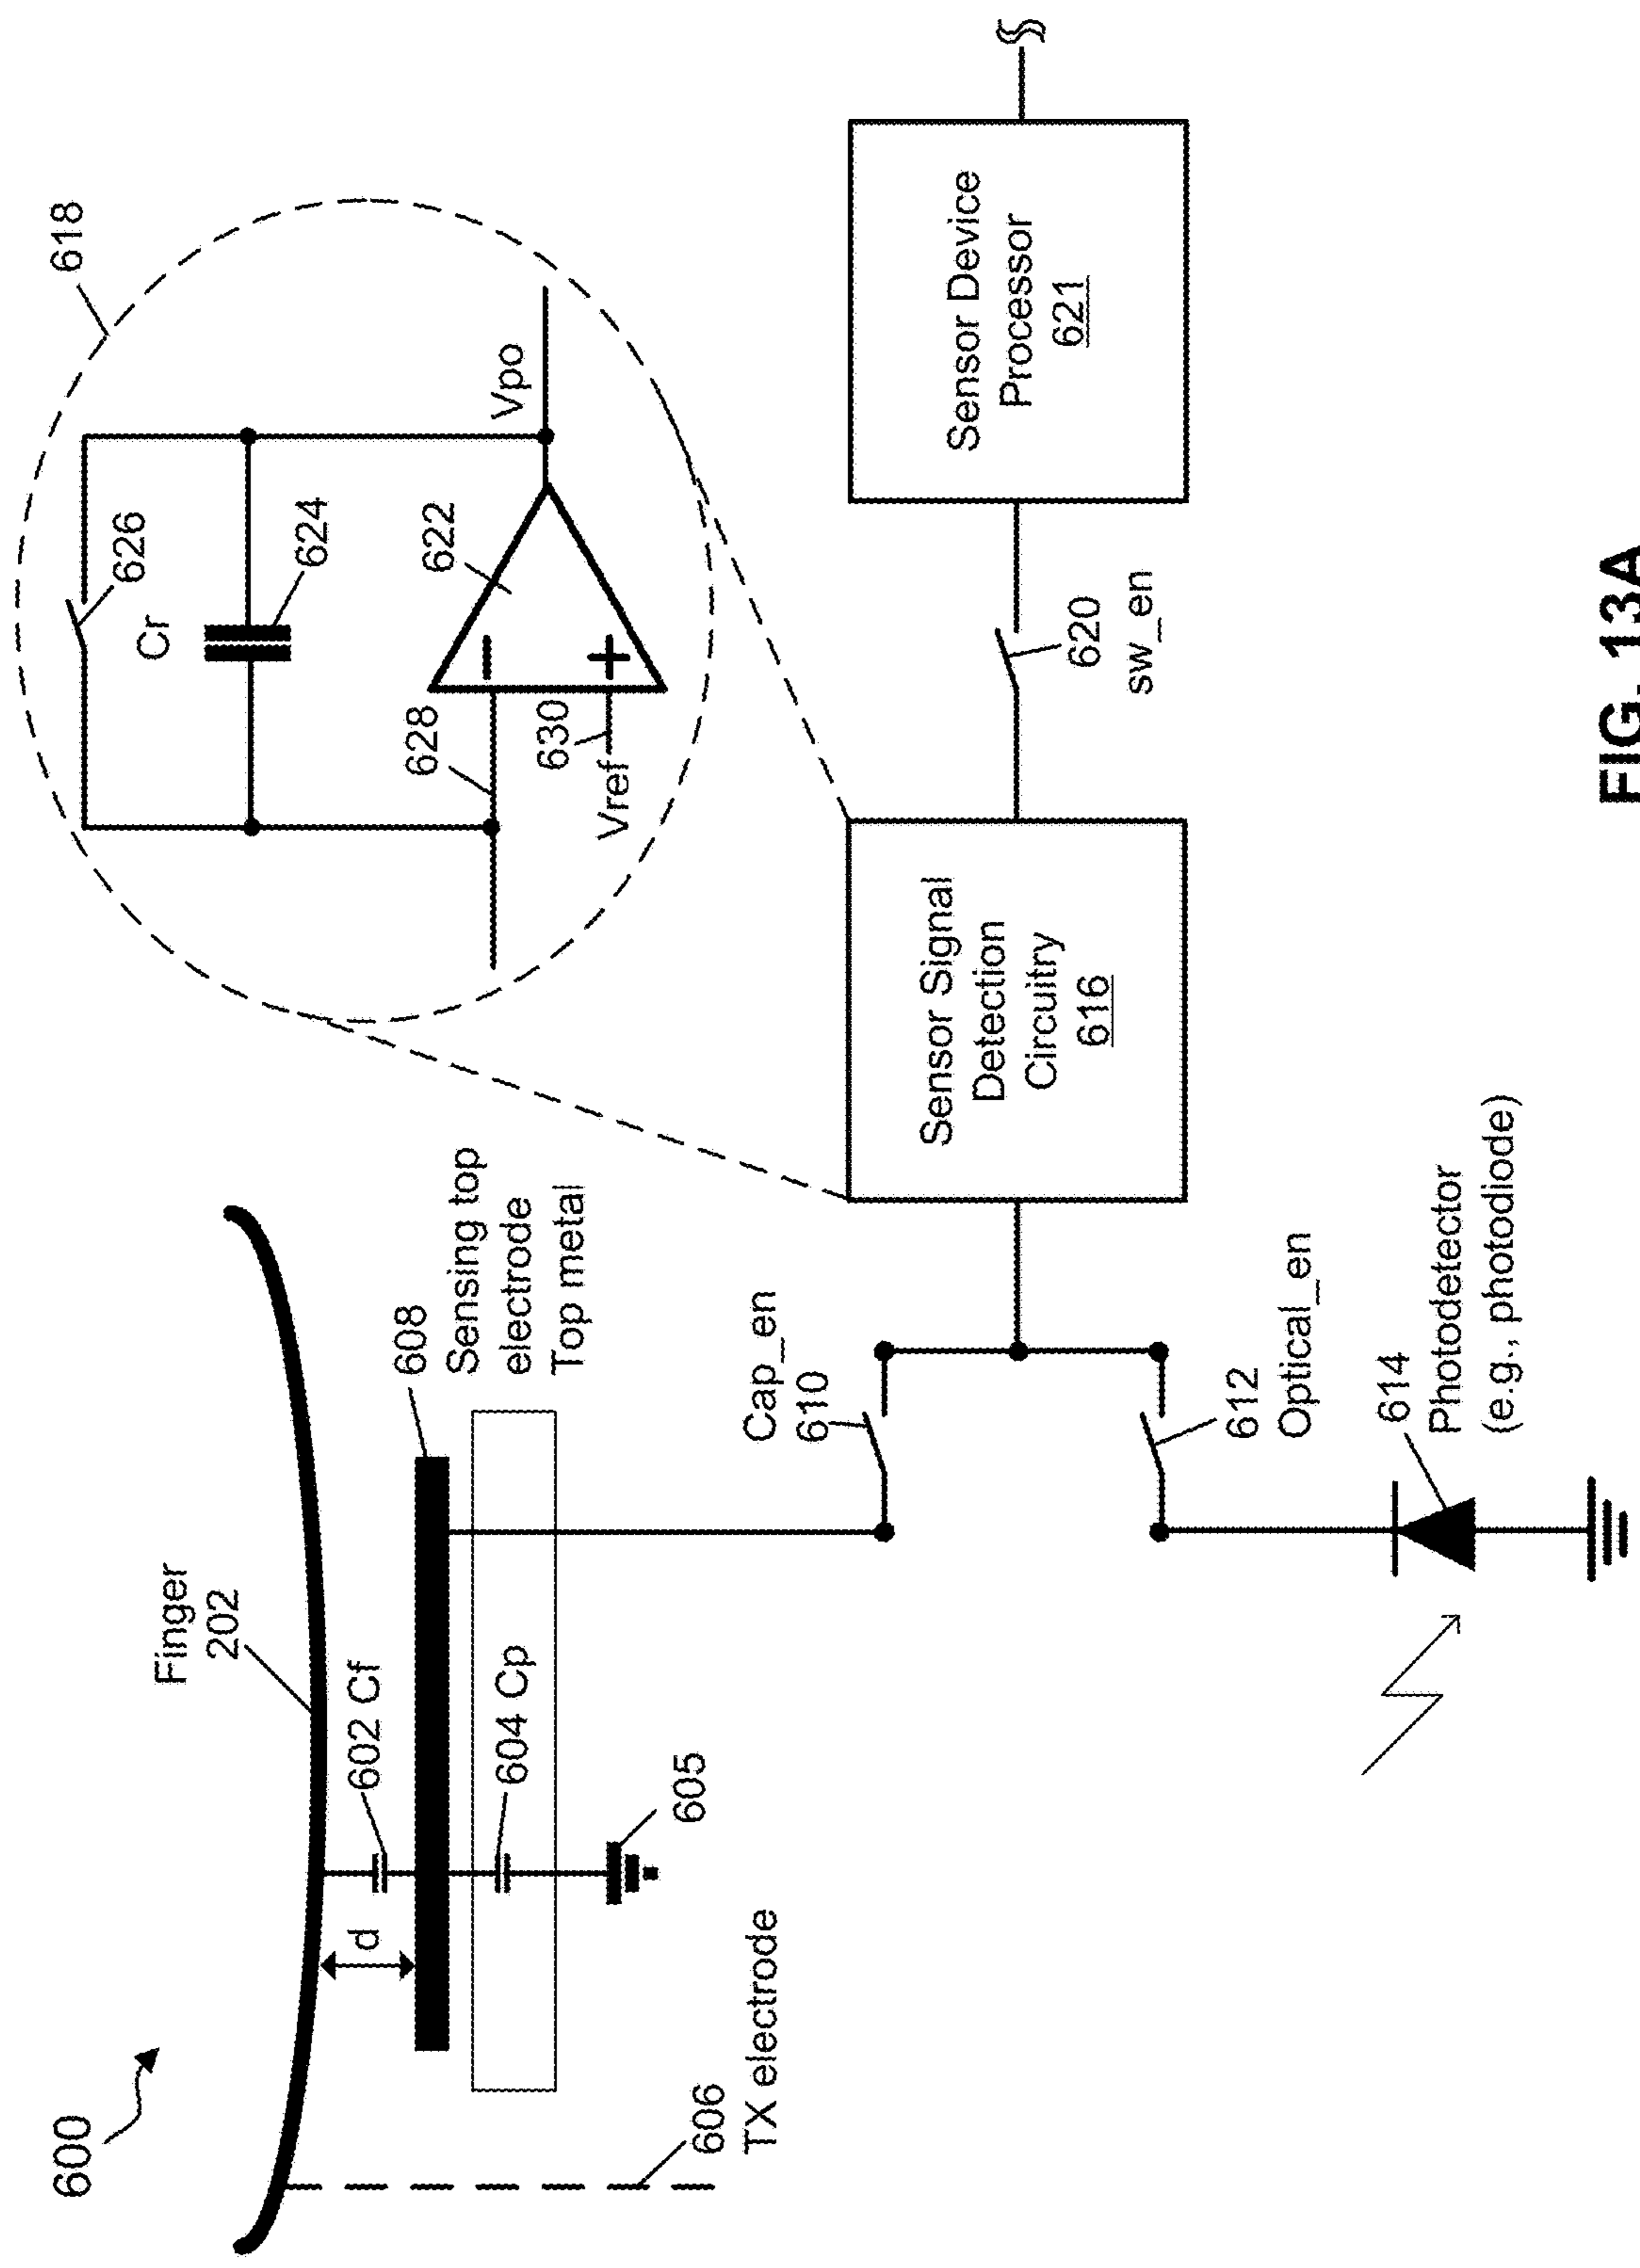 600
Finger
202
602 Cf
d
608
Sensing top
electrode
Top metal
604 Cp
605
606
TX electrode
618
626
Cr
624
622
Vpo
628
630
Vref
Cap_en
610
612
Optical_en
614
Photodetector
(e.g., photodiode)
Sensor Signal
Detection
Circuitry
616
620
sw_en
Sensor Device
Processor
621
FIG. 13A